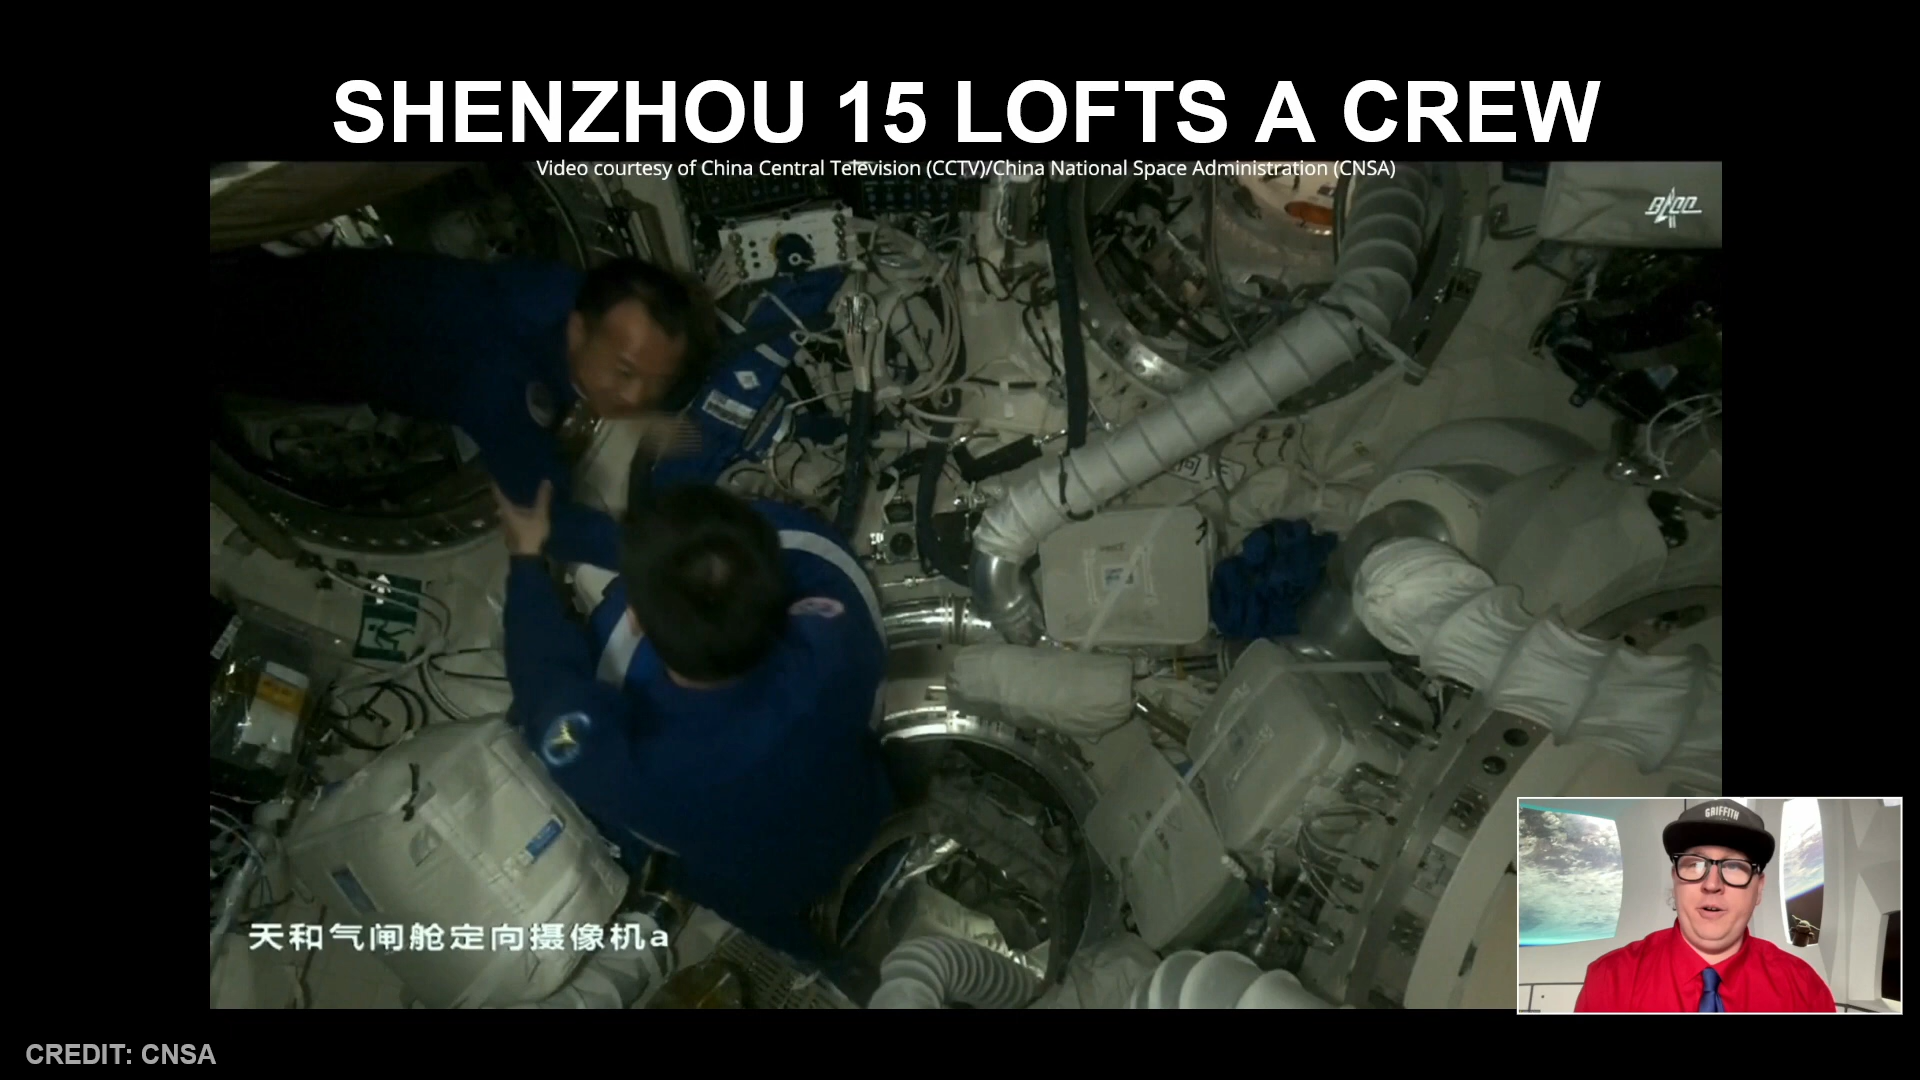 SHENZHOU 15 LOFTS A CREW
Video courtesy of China Central Television (CCTV)/China National Space Administration (CNSA)
BACC
GRIFFITH
天和气闸舱定向摄像机a
CREDIT: CNSA